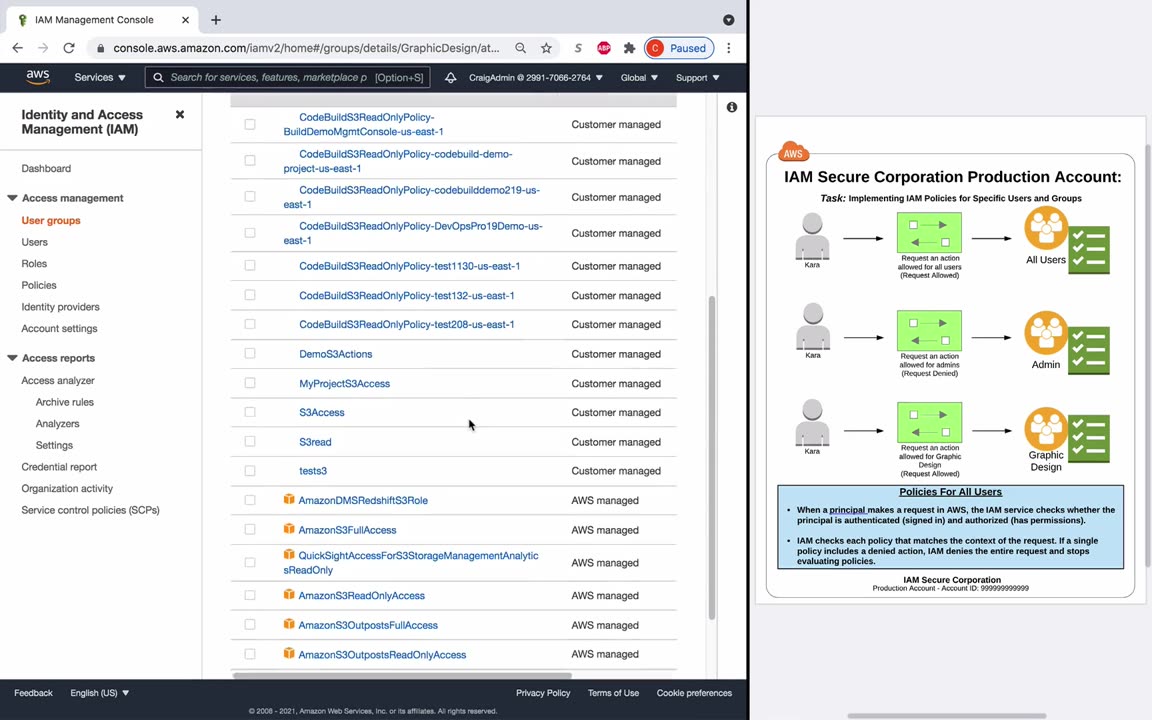 IAM Management Console
console.aws.amazon.com/iamv2/home#/groups/details/GraphicDesign/at...
S
ABP
C Paused
aws
Services
Search for services, features, marketplace p [Option+S]
CraigAdmin @ 2991-7066-2764
Global
Support
Identity and Access
Management (IAM)
Dashboard
Access management
User groups
Users
Roles
Policies
Identity providers
Account settings
Access reports
Access analyzer
Archive rules
Analyzers
Settings
Credential report
Organization activity
Service control policies (SCPs)
CodeBuildS3ReadOnlyPolicy-
BuildDemoMgmtConsole-us-east-1 Customer managed
CodeBuildS3ReadOnlyPolicy-codebuild-demo-
project-us-east-1 Customer managed
CodeBuildS3ReadOnlyPolicy-codebuilddemo219-us-
east-1 Customer managed
CodeBuildS3ReadOnlyPolicy-DevOpsPro19Demo-us-
east-1 Customer managed
CodeBuildS3ReadOnlyPolicy-test1130-us-east-1 Customer managed
CodeBuildS3ReadOnlyPolicy-test132-us-east-1 Customer managed
CodeBuildS3ReadOnlyPolicy-test208-us-east-1 Customer managed
DemoS3Actions Customer managed
MyProjectS3Access Customer managed
S3Access Customer managed
S3read Customer managed
tests3 Customer managed
AmazonDMSRedshiftS3Role AWS managed
AmazonS3FullAccess AWS managed
QuickSightAccessForS3StorageManagementAnalytic
sReadOnly AWS managed
AmazonS3ReadOnlyAccess AWS managed
AmazonS3OutpostsFullAccess AWS managed
AmazonS3OutpostsReadOnlyAccess AWS managed
Feedback
English (US)
Privacy Policy
Terms of Use
Cookie preferences
© 2008 - 2021, Amazon Web Services, Inc. or its affiliates. All rights reserved.
AWS
IAM Secure Corporation Production Account:
Task: Implementing IAM Policies for Specific Users and Groups
Kara
Request an action
allowed for all users
(Request Allowed)
All Users
Kara
Request an action
allowed for admins
(Request Denied)
Admin
Kara
Request an action
allowed for Graphic
Design
(Request Allowed)
Graphic
Design
Policies For All Users
• When a principal makes a request in AWS, the IAM service checks whether the
principal is authenticated (signed in) and authorized (has permissions).
• IAM checks each policy that matches the context of the request. If a single
policy includes a denied action, IAM denies the entire request and stops
evaluating policies.
IAM Secure Corporation
Production Account - Account ID: 999999999999